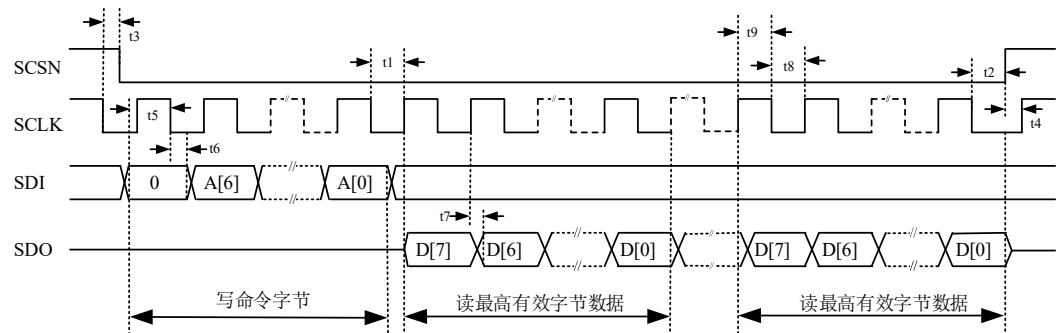 t3 t1 t9 t8 t2
SCSN
SCLK t5 t4
t6
SDI 0 A[6] A[0]
t7
SDO D[7] D[6] D[0] D[7] D[6] D[0]
写命令字节 读最高有效字节数据 读最高有效字节数据